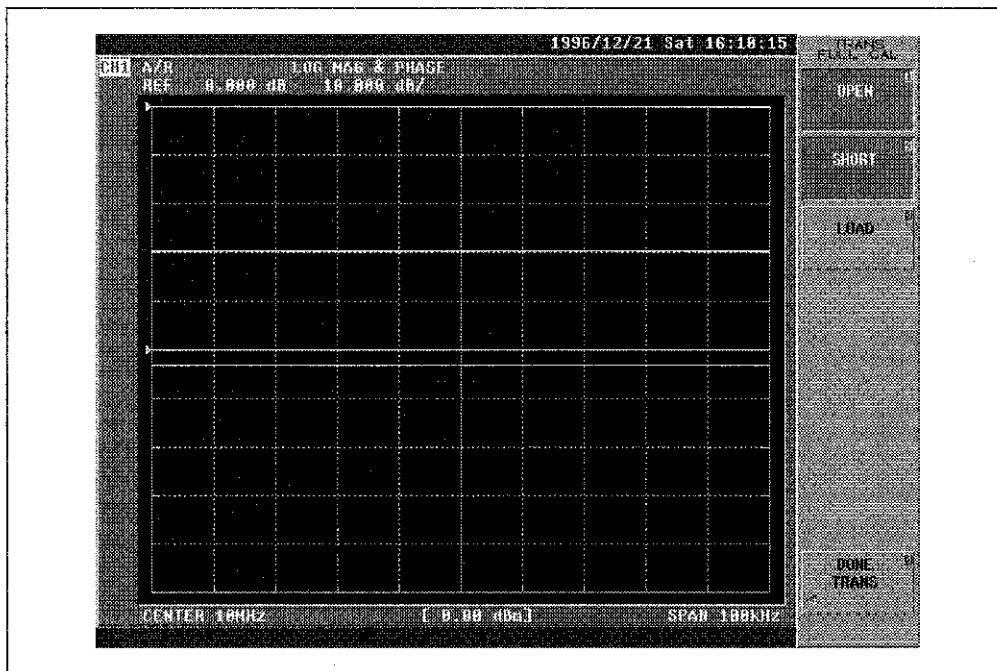 1996/12/21 Sat 16:18:15
CH1 A/R LOG MAG & PHASE
REF 0.000 dB 10.000 dB/
CENTER 10MHz [ 0.00 dBm] SPAN 100kHz
TRANS
FULL CAL
OPEN
SHORT
LOAD
DONE
TRANS